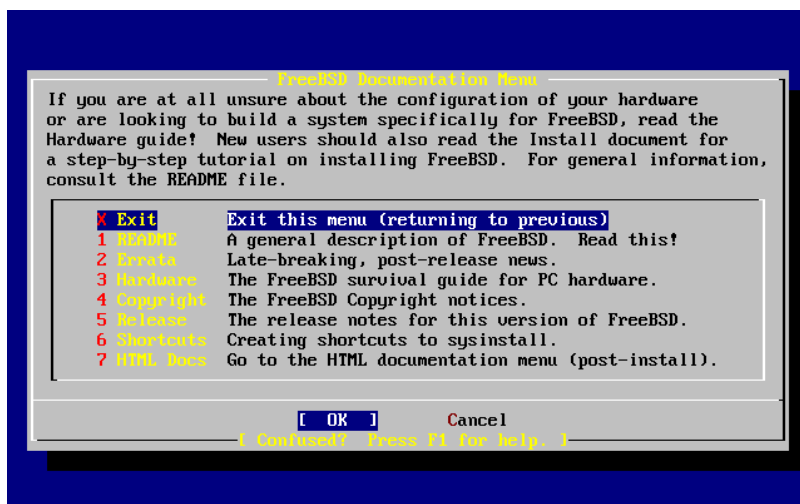 FreeBSD Documentation Menu
If you are at all unsure about the configuration of your hardware
or are looking to build a system specifically for FreeBSD, read the
Hardware guide!  New users should also read the Install document for
a step-by-step tutorial on installing FreeBSD.  For general information,
consult the README file.
X Exit       Exit this menu (returning to previous)
1 README     A general description of FreeBSD.  Read this!
2 Errata     Late-breaking, post-release news.
3 Hardware   The FreeBSD survival guide for PC hardware.
4 Copyright  The FreeBSD Copyright notices.
5 Release    The release notes for this version of FreeBSD.
6 Shortcuts  Creating shortcuts to sysinstall.
7 HTML Docs  Go to the HTML documentation menu (post-install).
[  OK  ]     Cancel
[ Confused?  Press F1 for help. ]